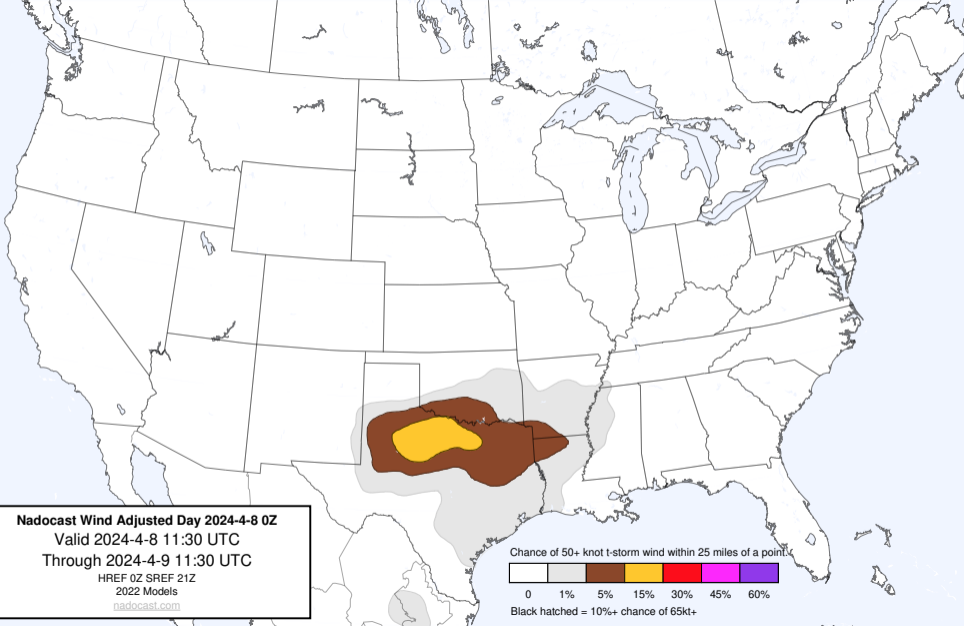 Nadocast Wind Adjusted Day 2024-4-8 0Z
Valid 2024-4-8 11:30 UTC
Through 2024-4-9 11:30 UTC
HREF 0Z SREF 21Z
2022 Models
nadocast.com
Chance of 50+ knot t-storm wind within 25 miles of a point.
0 1% 5% 15% 30% 45% 60%
Black hatched = 10%+ chance of 65kt+